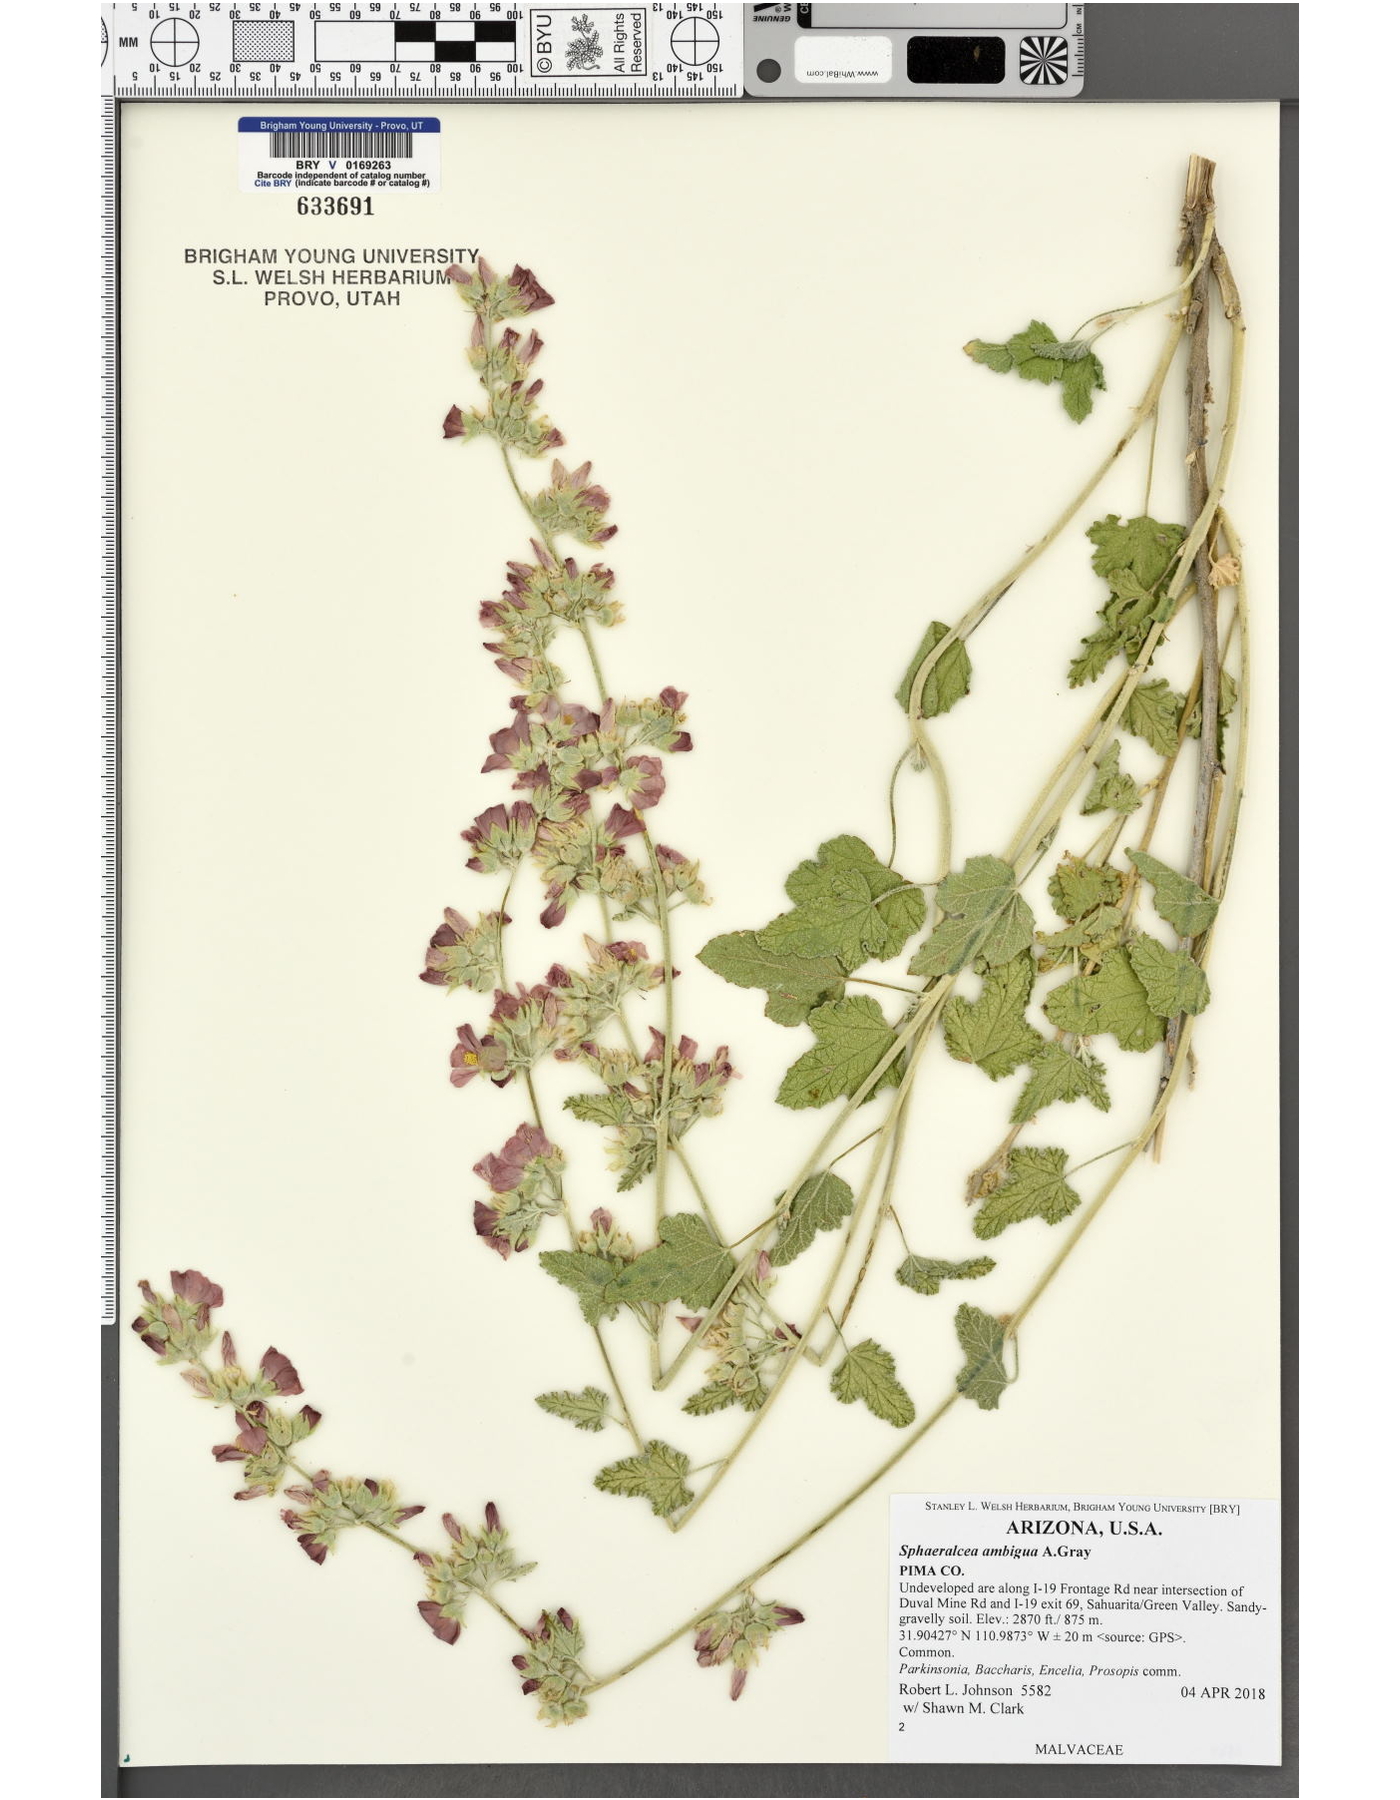 MM
© BYU
All Rights
Reserved
www.WhiBal.com
GENUINE
Brigham Young University - Provo, UT
BRY V 0169263
Barcode independent of catalog number
Cite BRY (indicate barcode # or catalog #)
633691
BRIGHAM YOUNG UNIVERSITY
S.L. WELSH HERBARIUM
PROVO, UTAH
STANLEY L. WELSH HERBARIUM, BRIGHAM YOUNG UNIVERSITY [BRY]
ARIZONA, U.S.A.
Sphaeralcea ambigua A.Gray
PIMA CO.
Undeveloped are along I-19 Frontage Rd near intersection of
Duval Mine Rd and I-19 exit 69, Sahuarita/Green Valley. Sandy-
gravelly soil. Elev.: 2870 ft./ 875 m.
31.90427° N 110.9873° W ± 20 m <source: GPS>.
Common.
Parkinsonia, Baccharis, Encelia, Prosopis comm.
Robert L. Johnson 5582 04 APR 2018
w/ Shawn M. Clark
2
MALVACEAE